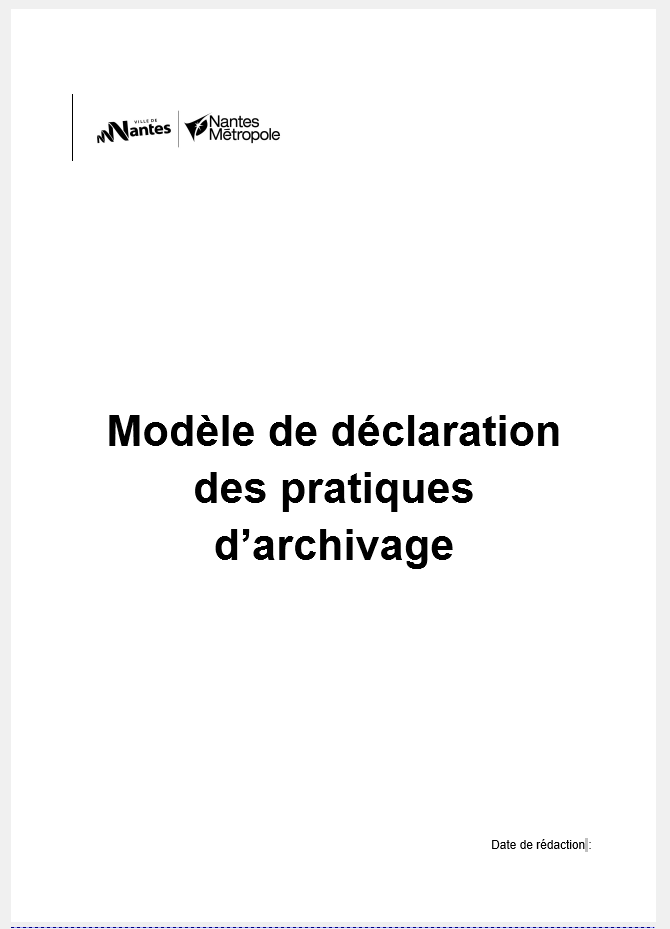 VILLE DE
Nantes
Nantes
Métropole
Modèle de déclaration
des pratiques
d’archivage
Date de rédaction :